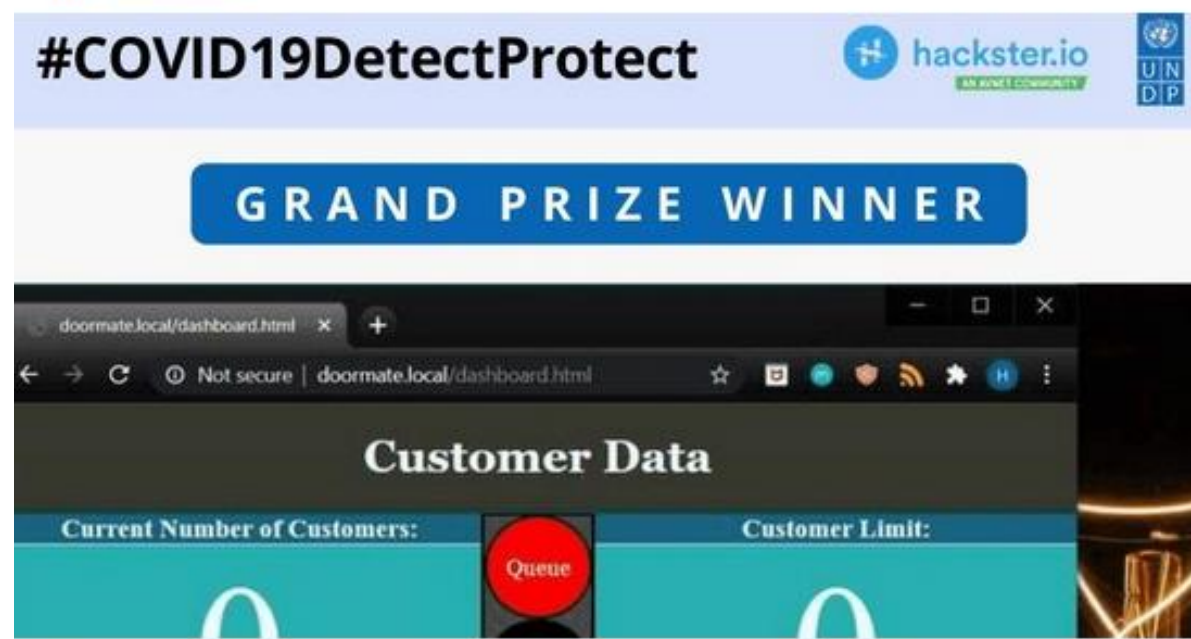 #COVID19DetectProtect
hackster.io
AN AVNET COMMUNITY
UN
DP
GRAND PRIZE WINNER
doormate.local/dashboard.html
Not secure | doormate.local/dashboard.html
H
Customer Data
Current Number of Customers:
Queue
Customer Limit:
0
0